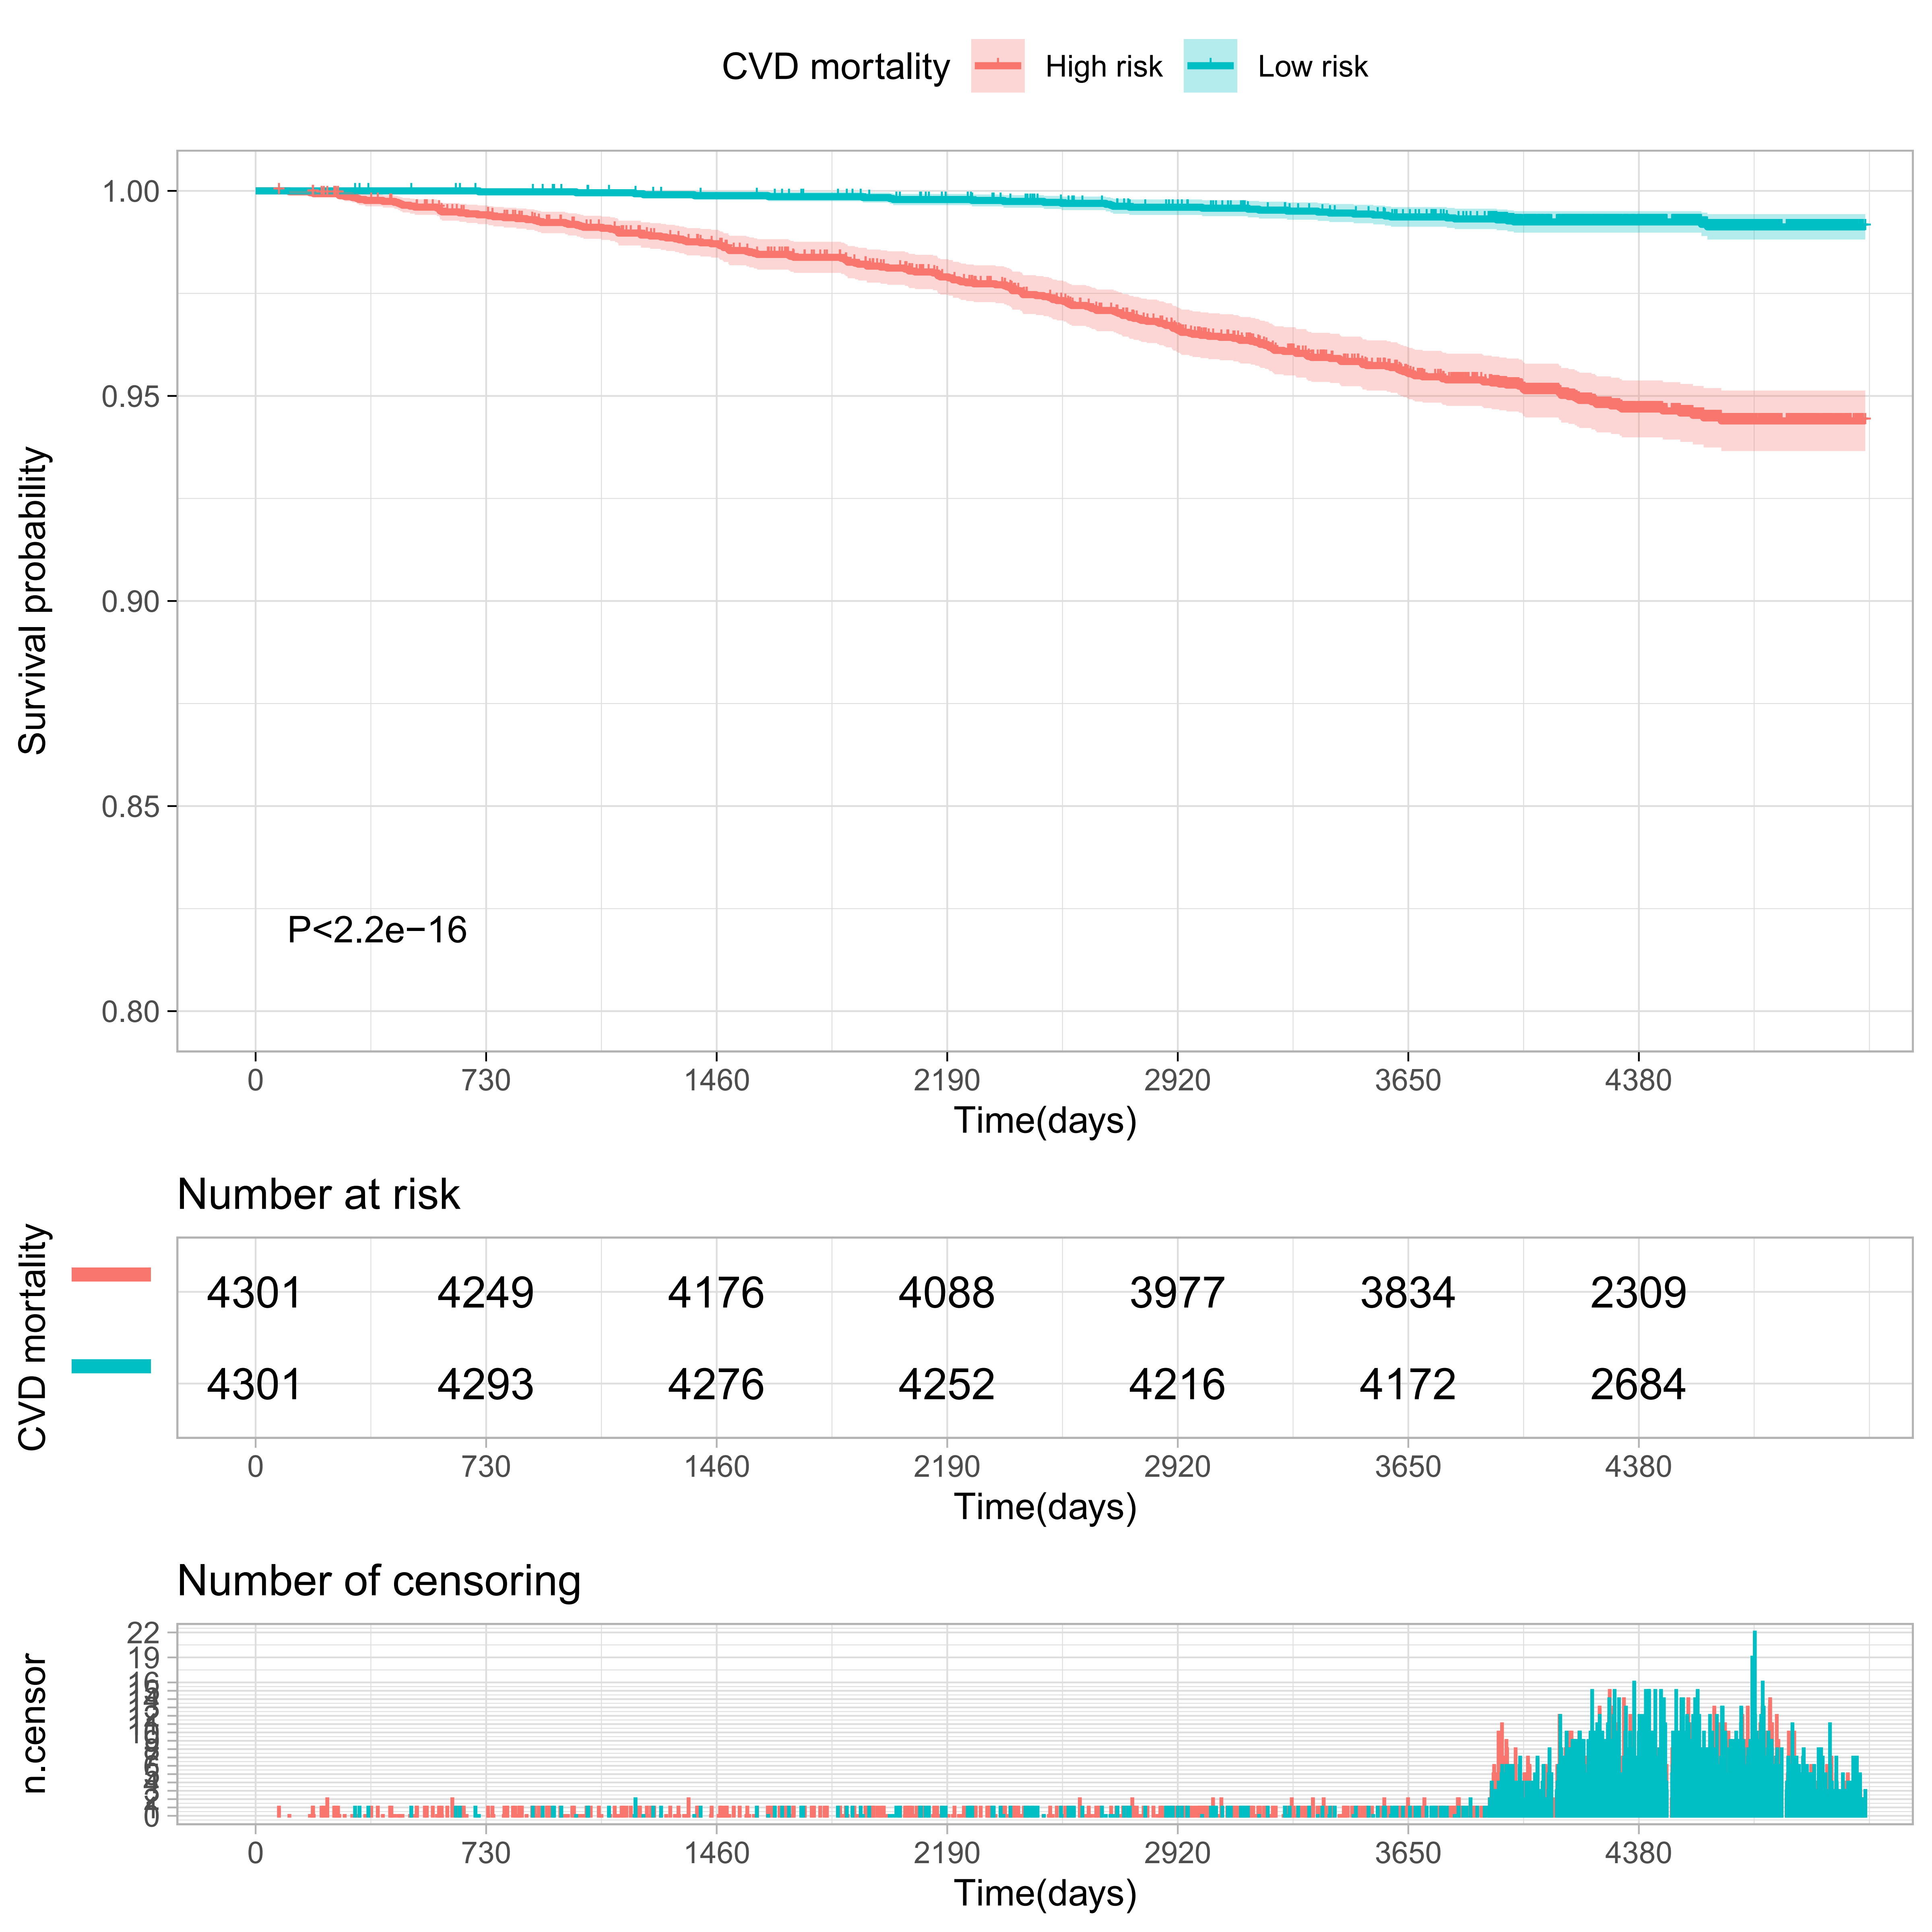 CVD mortality High risk Low risk
Survival probability
1.00
0.95
0.90
0.85
0.80
P<2.2e−16
0 730 1460 2190 2920 3650 4380
Time(days)
Number at risk
CVD mortality
4301 4249 4176 4088 3977 3834 2309
4301 4293 4276 4252 4216 4172 2684
0 730 1460 2190 2920 3650 4380
Time(days)
Number of censoring
n.censor
22
19
16
0
0 730 1460 2190 2920 3650 4380
Time(days)